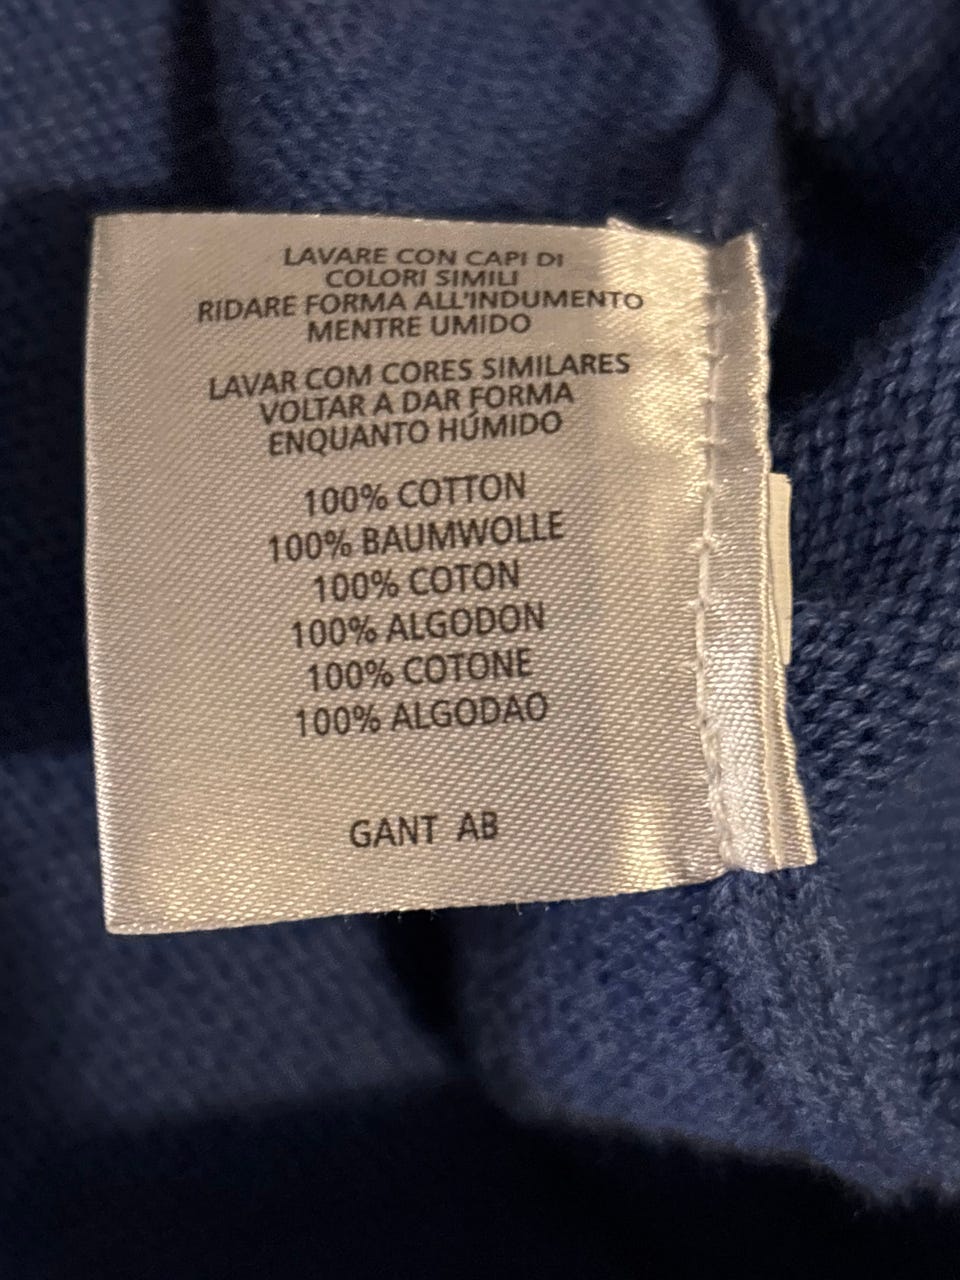 LAVARE CON CAPI DI
COLORI SIMILI
RIDARE FORMA ALL'INDUMENTO
MENTRE UMIDO
LAVAR COM CORES SIMILARES
VOLTAR A DAR FORMA
ENQUANTO HÚMIDO
100% COTTON
100% BAUMWOLLE
100% COTON
100% ALGODON
100% COTONE
100% ALGODAO
GANT AB